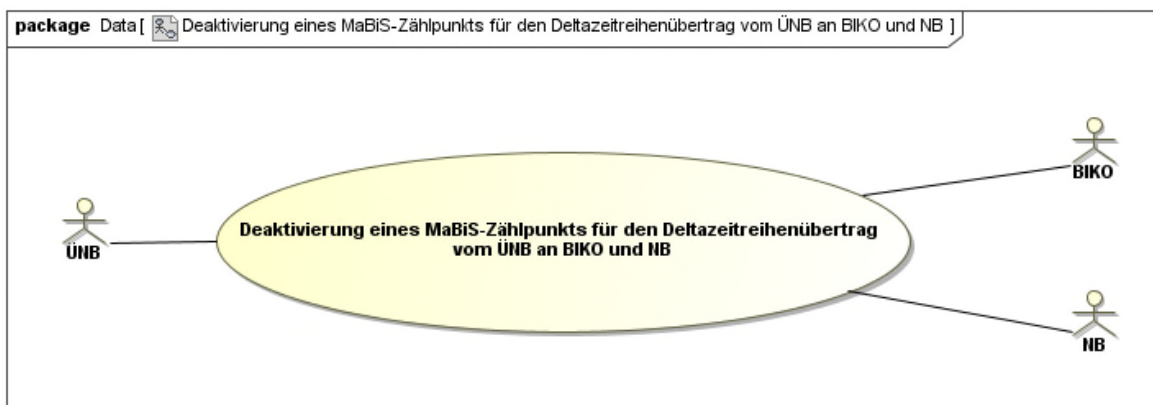 package Data [ Deaktivierung eines MaBiS-Zählpunkts für den Deltazeitreihenübertrag vom ÜNB an BIKO und NB ]
BIKO
ÜNB
Deaktivierung eines MaBiS-Zählpunkts für den Deltazeitreihenübertrag
vom ÜNB an BIKO und NB
NB